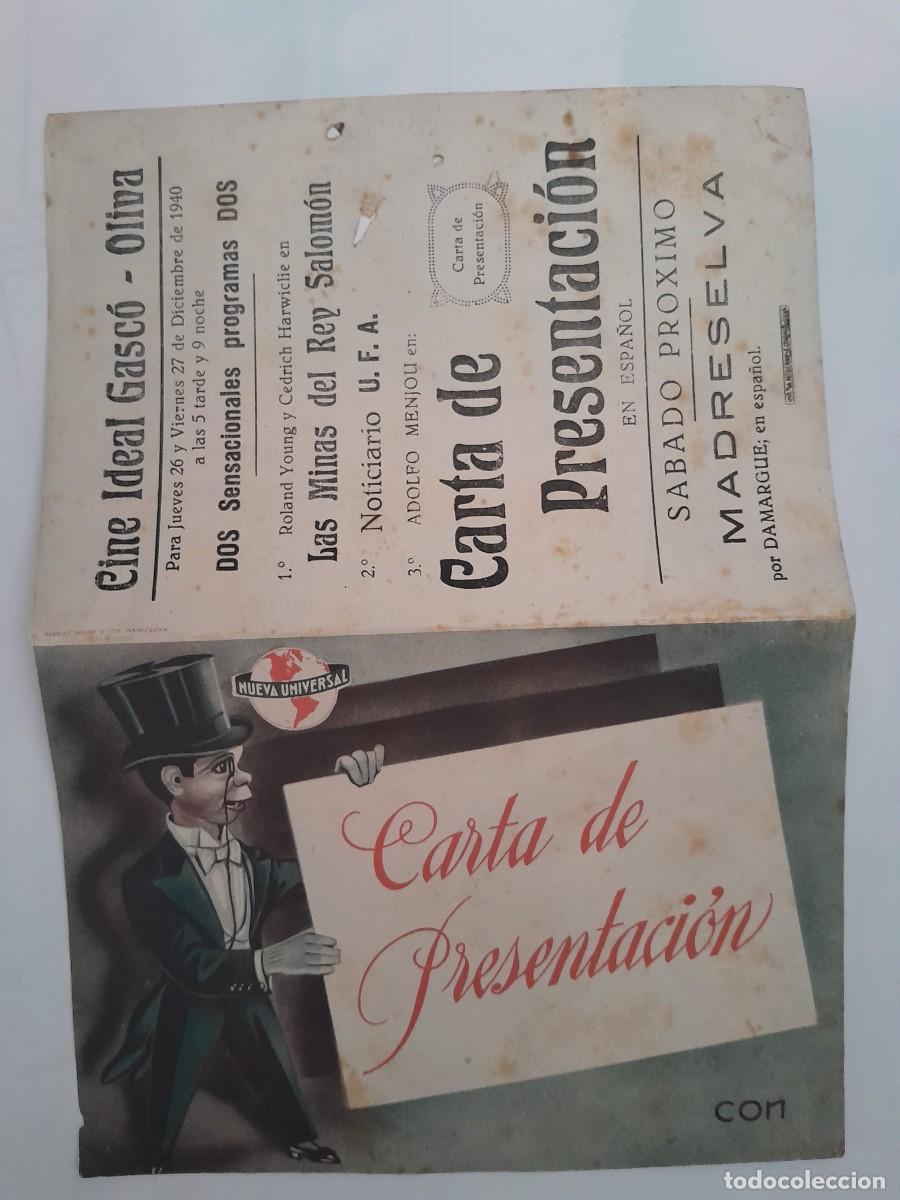 Cine Ideal Gascó - Oliva
Para Jueves 26 y Viernes 27 de Diciembre de 1940
a las 5 tarde y 9 noche
DOS Sensacionales programas DOS
1.º Roland Young y Cedrich Harwiclie en
Las Minas del Rey Salomón
2.º Noticiario U. F. A.
3.º ADOLFO MENJOU en:
Carta de
Presentación
Carta de
Presentación
EN ESPAÑOL
SABADO PROXIMO
MADRESELVA
por DAMARGUE; en español.
NUEVA UNIVERSAL
Carta de
Presentación
con
todocoleccion